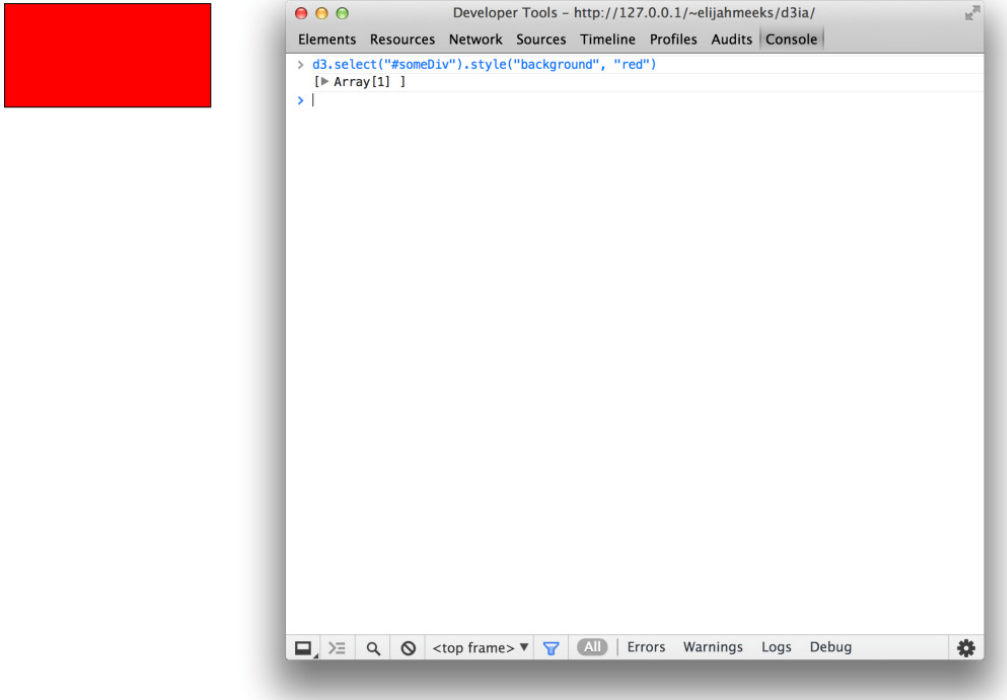 Developer Tools - http://127.0.0.1/~elijahmeeks/d3ia/
Elements Resources Network Sources Timeline Profiles Audits Console
> d3.select("#someDiv").style("background", "red")
[▶ Array[1] ]
>
<top frame> ▼ All Errors Warnings Logs Debug